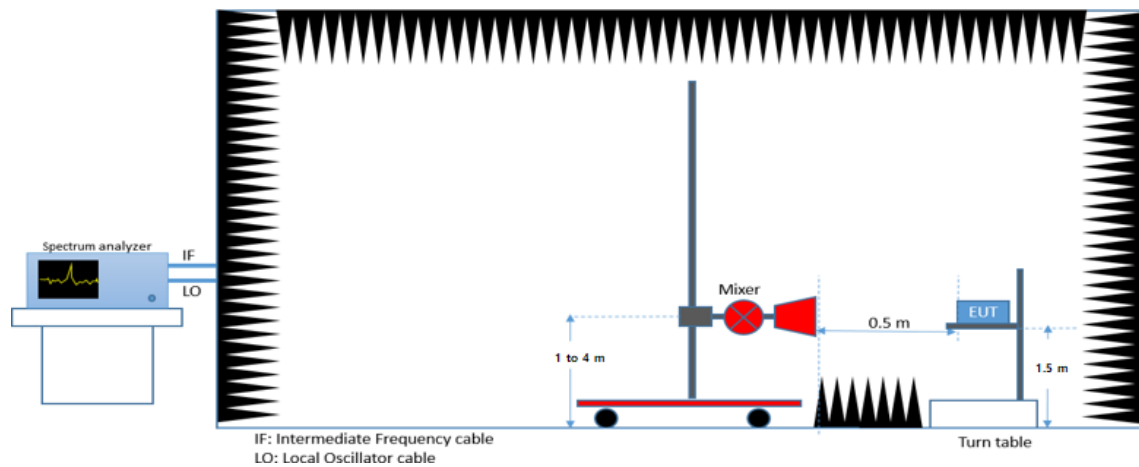 Spectrum analyzer
IF
LO
Mixer
EUT
0.5 m
1 to 4 m
1.5 m
IF: Intermediate Frequency cable
LO: Local Oscillator cable
Turn table